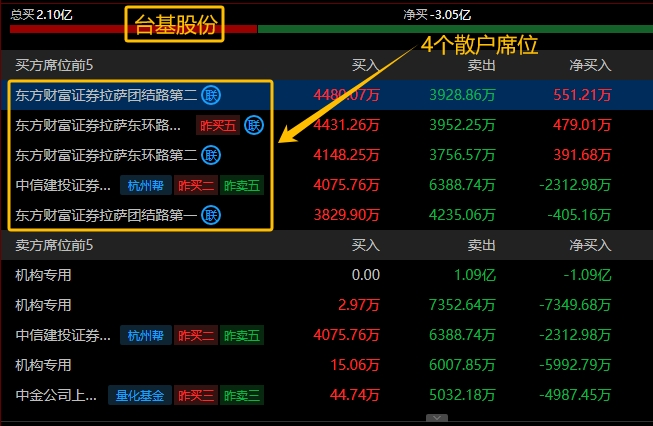 总买 2.10亿 净买 -3.05亿
台基股份
4个散户席位
买方席位前5 买入 卖出 净买入
东方财富证券拉萨团结路第二 联 4480.07万 3928.86万 551.21万
东方财富证券拉萨东环路... 昨买五 联 4431.26万 3952.25万 479.01万
东方财富证券拉萨东环路第二 联 4148.25万 3756.57万 391.68万
中信建投证券... 杭州帮 昨买二 昨卖五 4075.76万 6388.74万 -2312.98万
东方财富证券拉萨团结路第一 联 3829.90万 4235.06万 -405.16万
卖方席位前5 买入 卖出 净买入
机构专用 0.00 1.09亿 -1.09亿
机构专用 2.97万 7352.64万 -7349.68万
中信建投证券... 杭州帮 昨买二 昨卖五 4075.76万 6388.74万 -2312.98万
机构专用 15.06万 6007.85万 -5992.79万
中金公司上... 量化基金 昨买三 昨卖三 44.74万 5032.18万 -4987.45万